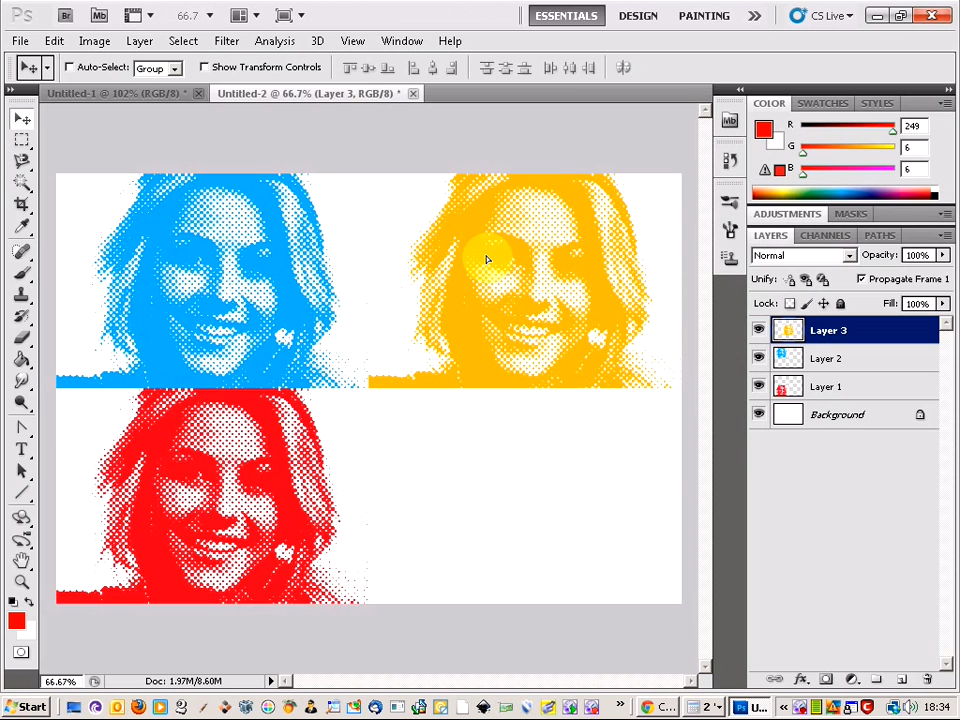 Ps Br Mb 66.7 ESSENTIALS DESIGN PAINTING CS Live
File Edit Image Layer Select Filter Analysis 3D View Window Help
Auto-Select: Group Show Transform Controls
Untitled-1 @ 102% (RGB/8) * Untitled-2 @ 66.7% (Layer 3, RGB/8) *
COLOR SWATCHES STYLES
Mb
R 249
G 6
B 6
ADJUSTMENTS MASKS
LAYERS CHANNELS PATHS
Normal Opacity: 100%
Unify: Propagate Frame 1
Lock: Fill: 100%
Layer 3
Layer 2
Layer 1
Background
T
66.67% Doc: 1.97M/8.60M
fx.
Start C... 2 Ps U... 18:34